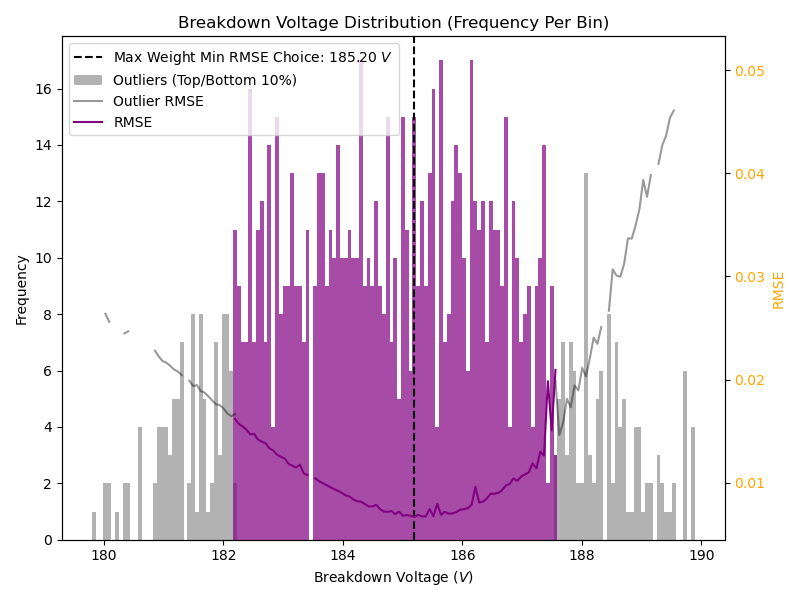 Breakdown Voltage Distribution (Frequency Per Bin)
Max Weight Min RMSE Choice: 185.20 V
Outliers (Top/Bottom 10%)
Outlier RMSE
RMSE
Frequency
16
14
12
10
8
6
4
2
0
0.05
0.04
0.03
0.02
0.01
RMSE
180
182
184
186
188
190
Breakdown Voltage (V)